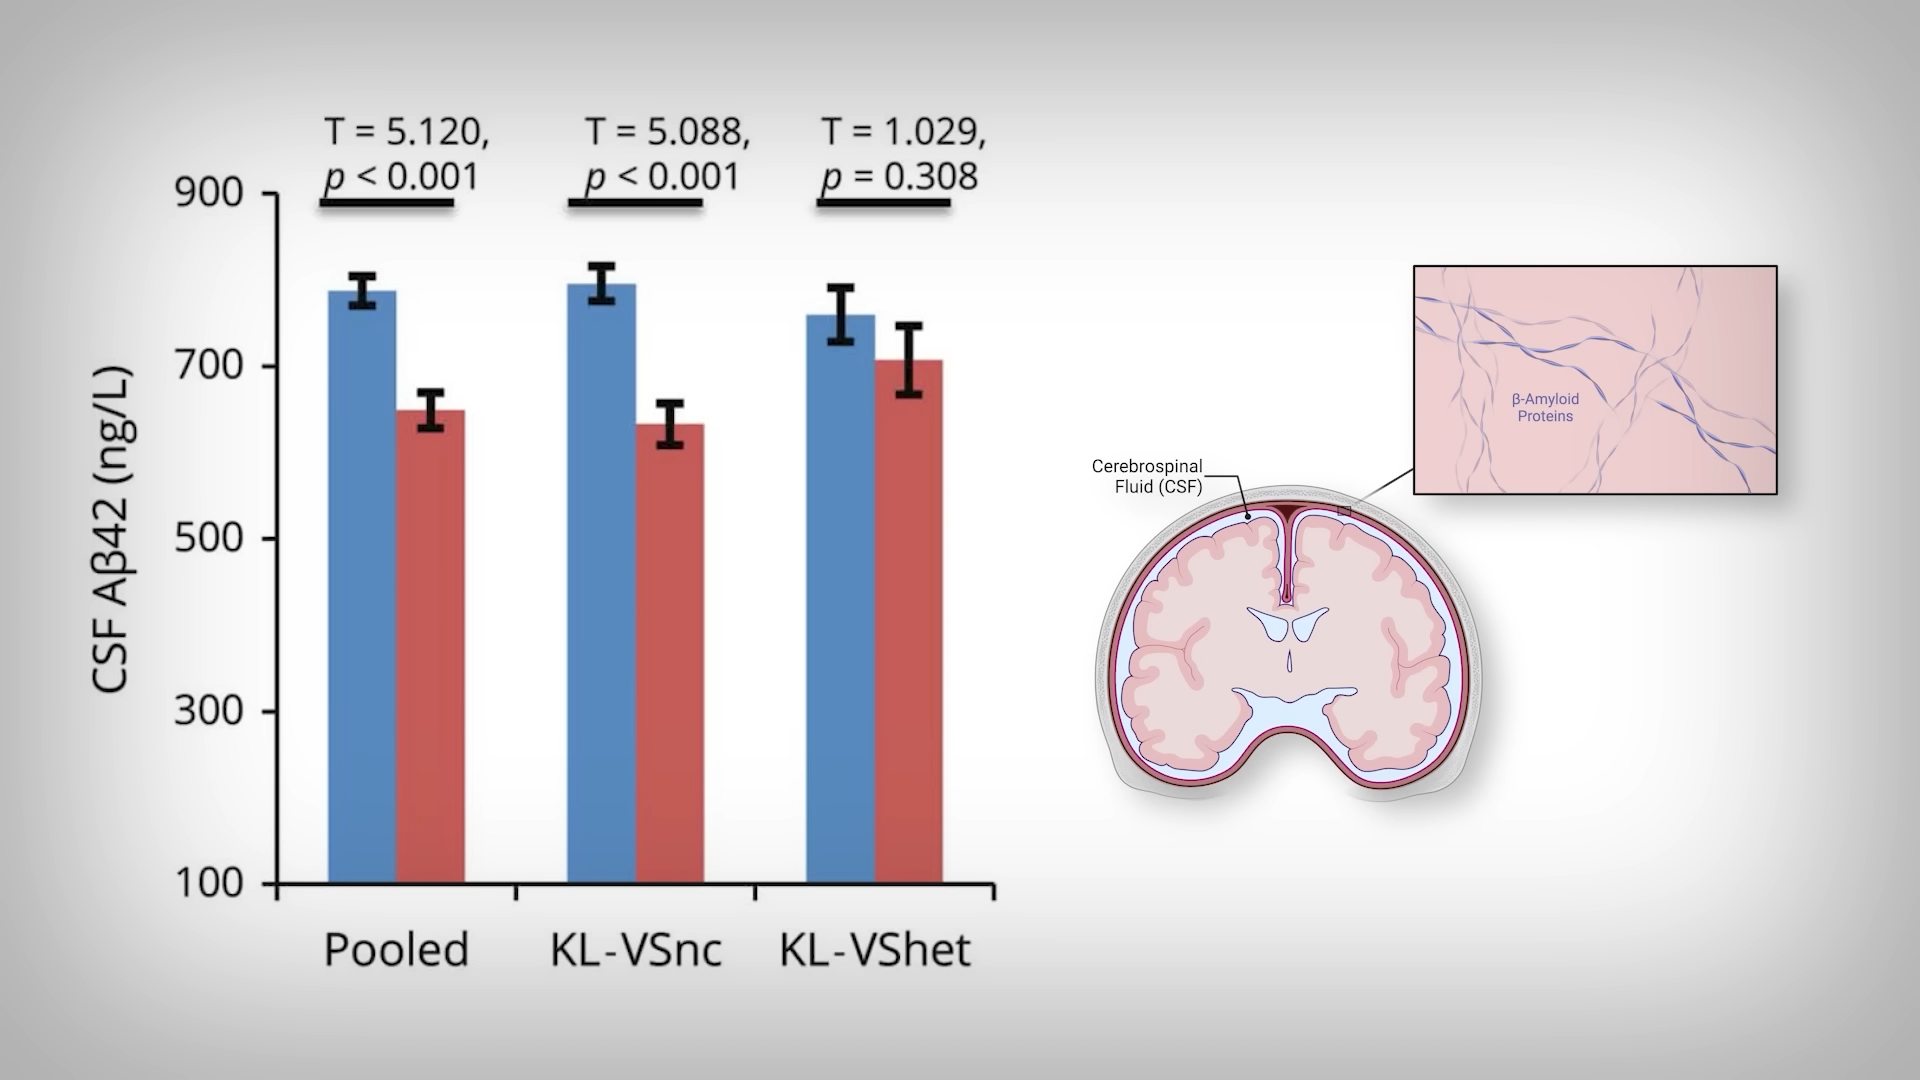 T = 5.120,
p < 0.001
T = 5.088,
p < 0.001
T = 1.029,
p = 0.308
900
700
500
300
100
CSF Aβ42 (ng/L)
Pooled
KL-VSnc
KL-VShet
Cerebrospinal
Fluid (CSF)
β-Amyloid
Proteins